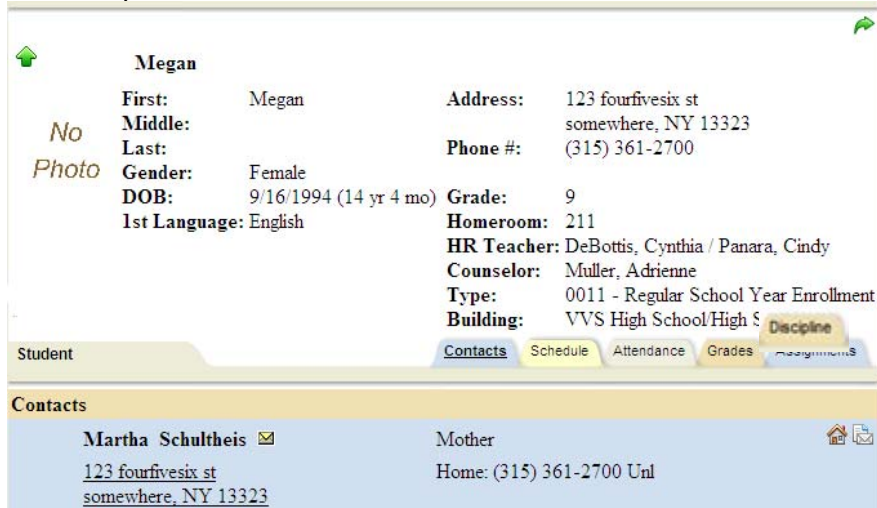 Megan
No
Photo
First: Megan
Middle:
Last:
Gender: Female
DOB: 9/16/1994 (14 yr 4 mo)
1st Language: English
Address: 123 fourfivesix st
somewhere, NY 13323
Phone #: (315) 361-2700
Grade: 9
Homeroom: 211
HR Teacher: DeBottis, Cynthia / Panara, Cindy
Counselor: Muller, Adrienne
Type: 0011 - Regular School Year Enrollment
Building: VVS High School/High
Discipline
Student
Contacts Schedule Attendance Grades Assignments
Contacts
Martha Schultheis Mother
123 fourfivesix st Home: (315) 361-2700 Unl
somewhere, NY 13323